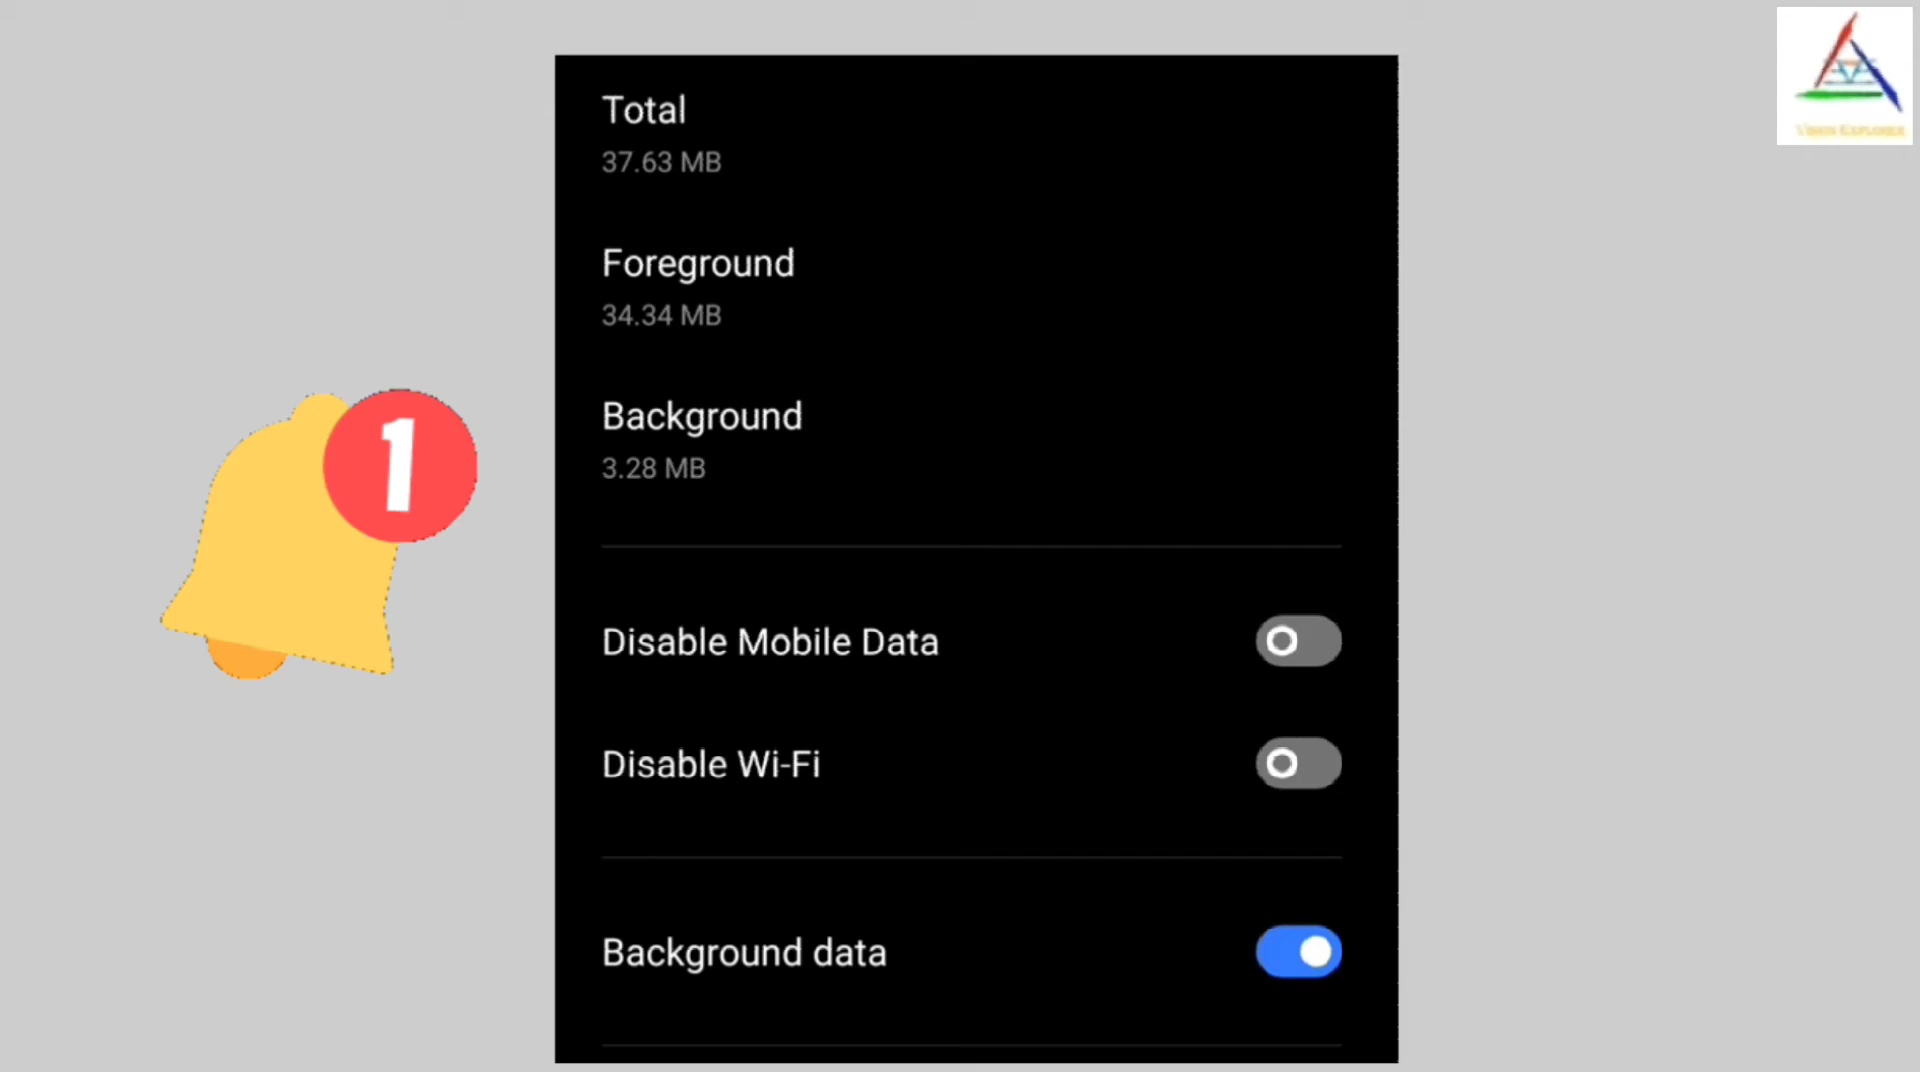 Total
37.63 MB
Foreground
34.34 MB
Background
3.28 MB
1
Disable Mobile Data
Disable Wi-Fi
Background data